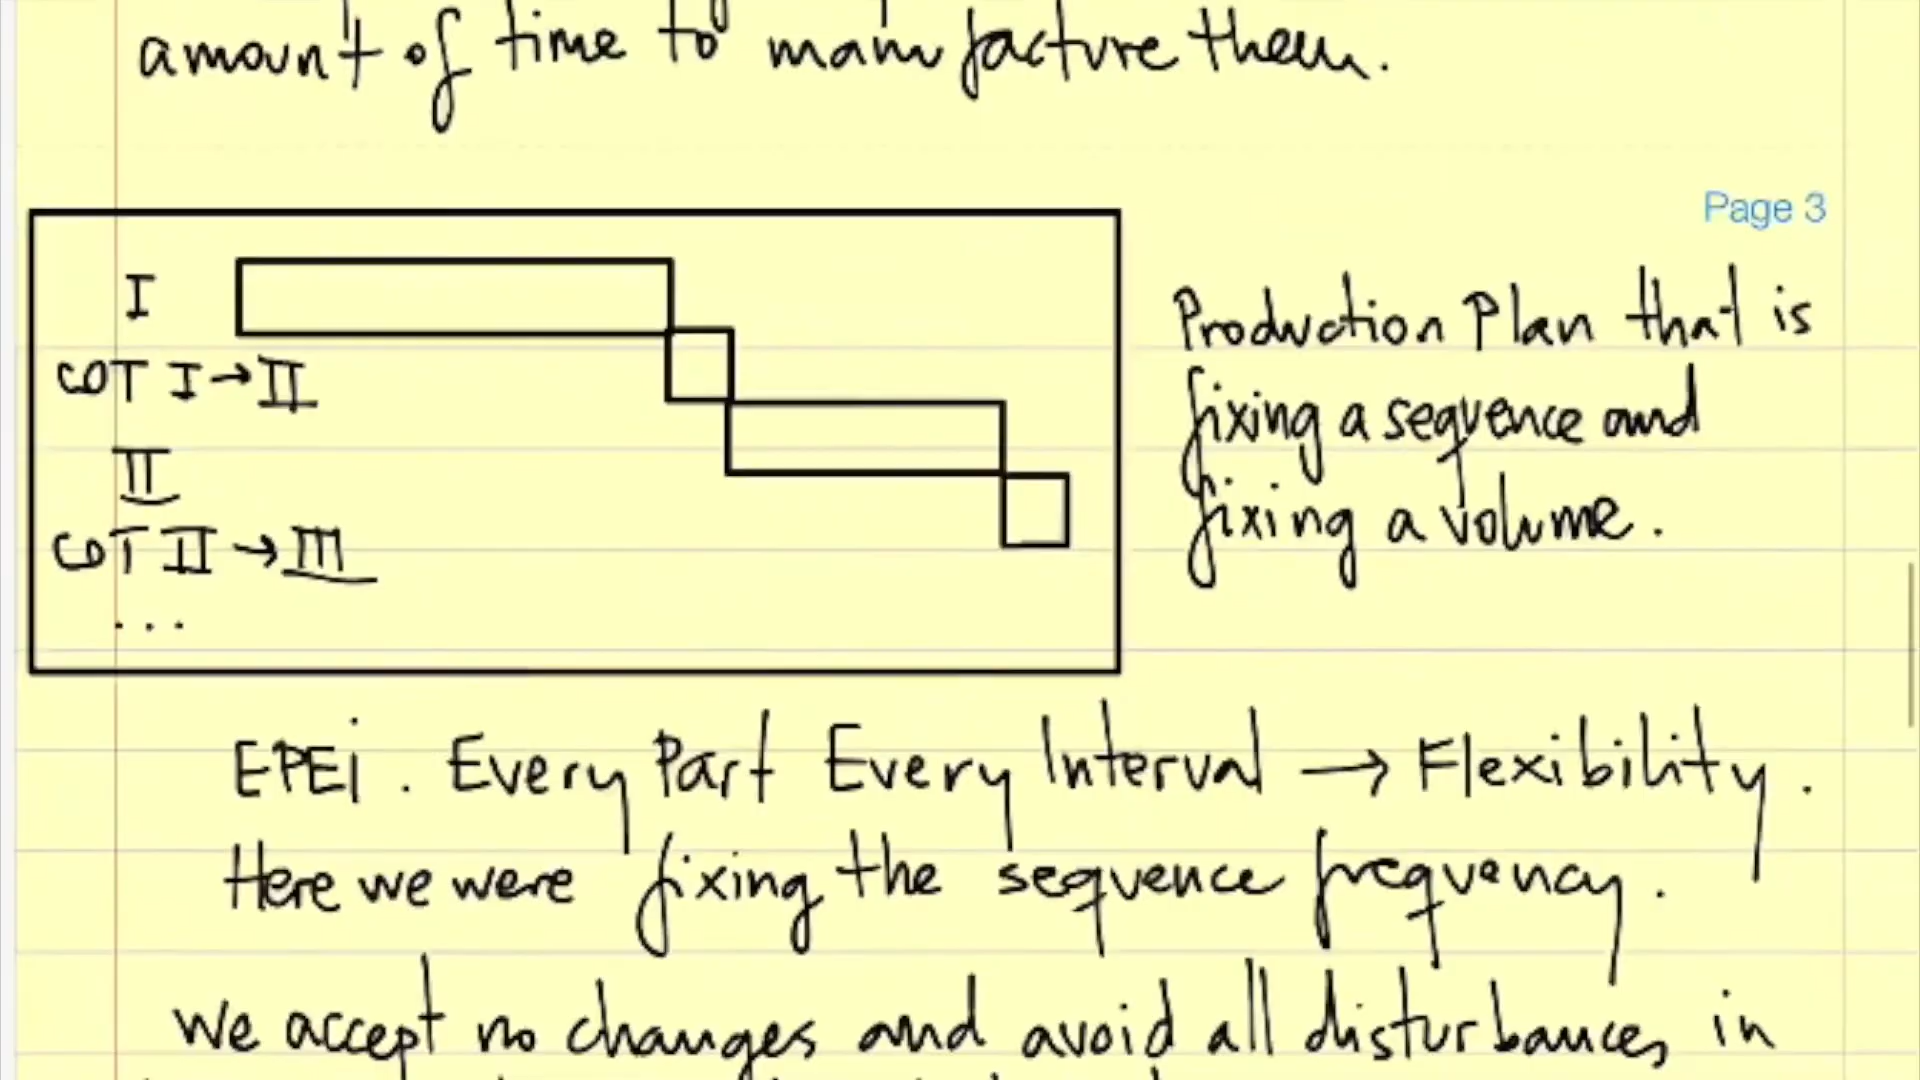 amount of time to manufacture them.
Page 3
I
COT I→II
II
COT II→III
...
Production Plan that is
fixing a sequence and
fixing a volume.
EPEi. Every Part Every Interval → Flexibility.
Here we were fixing the sequence frequency.
We accept no changes and avoid all disturbances in